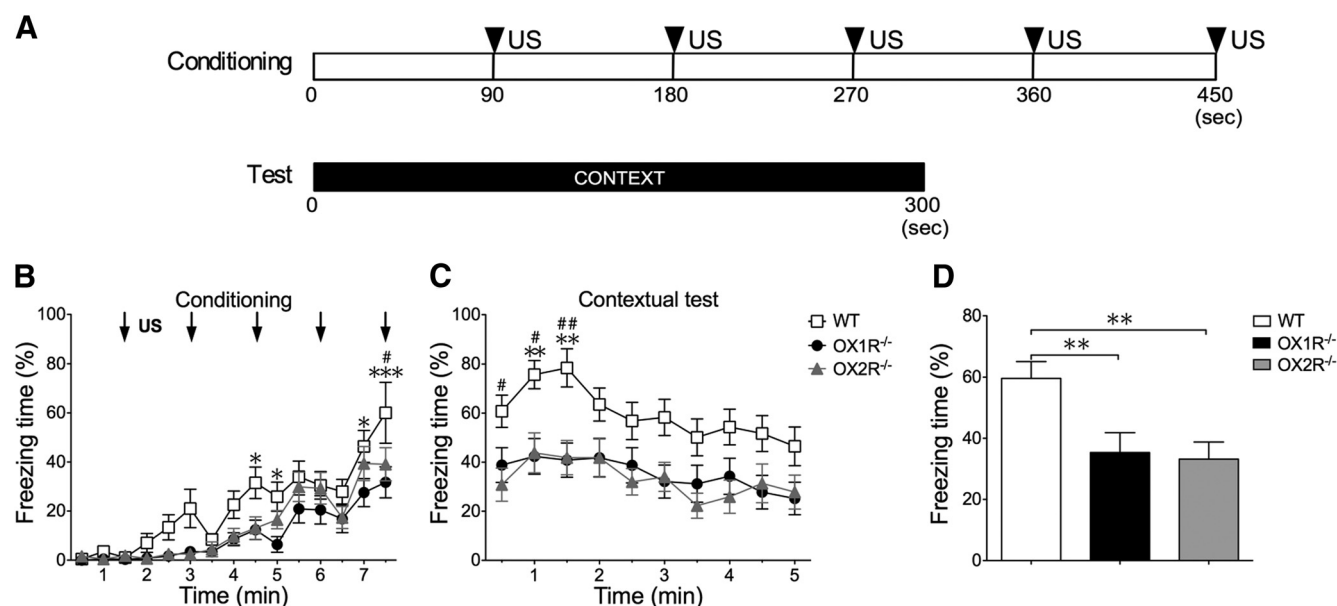 A
Conditioning
US US US US US
0 90 180 270 360 450
(sec)
Test
CONTEXT
0 300
(sec)
B
Conditioning
US
#
***
*
*
*
Freezing time (%)
100
80
60
40
20
0
1 2 3 4 5 6 7
Time (min)
C
Contextual test
#
#
**
##
**
Freezing time (%)
100
80
60
40
20
0
1 2 3 4 5
Time (min)
WT
OX1R-/-
OX2R-/-
D
**
**
Freezing time (%)
80
60
40
20
0
WT
OX1R-/-
OX2R-/-